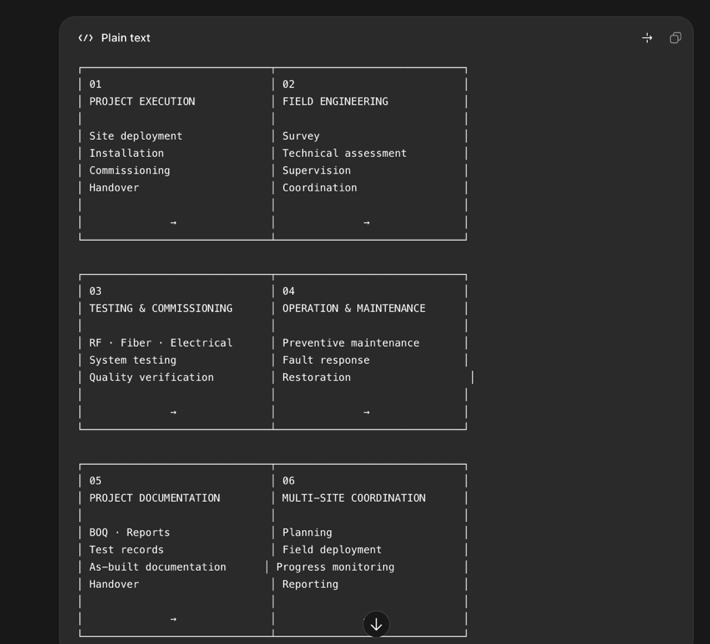 Plain text
01 02
PROJECT EXECUTION FIELD ENGINEERING
Site deployment Survey
Installation Technical assessment
Commissioning Supervision
Handover Coordination
→ →
03 04
TESTING & COMMISSIONING OPERATION & MAINTENANCE
RF · Fiber · Electrical Preventive maintenance
System testing Fault response
Quality verification Restoration
→ →
05 06
PROJECT DOCUMENTATION MULTI-SITE COORDINATION
BOQ · Reports Planning
Test records Field deployment
As-built documentation Progress monitoring
Handover Reporting
→